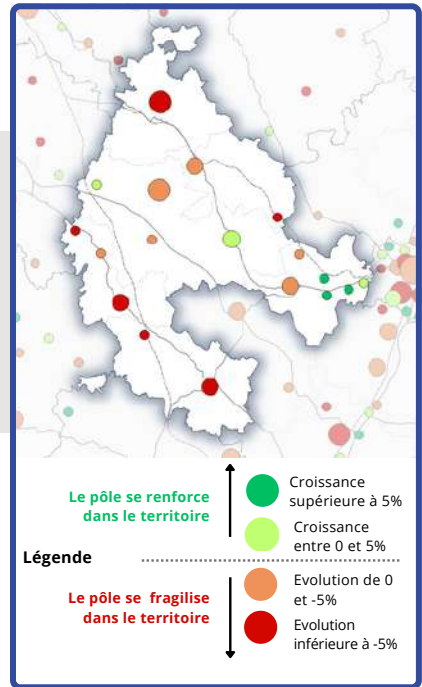 Le pôle se renforce
dans le territoire
Croissance
supérieure à 5%
Croissance
entre 0 et 5%
Légende
Le pôle se fragilise
dans le territoire
Evolution de 0
et -5%
Evolution
inférieure à -5%